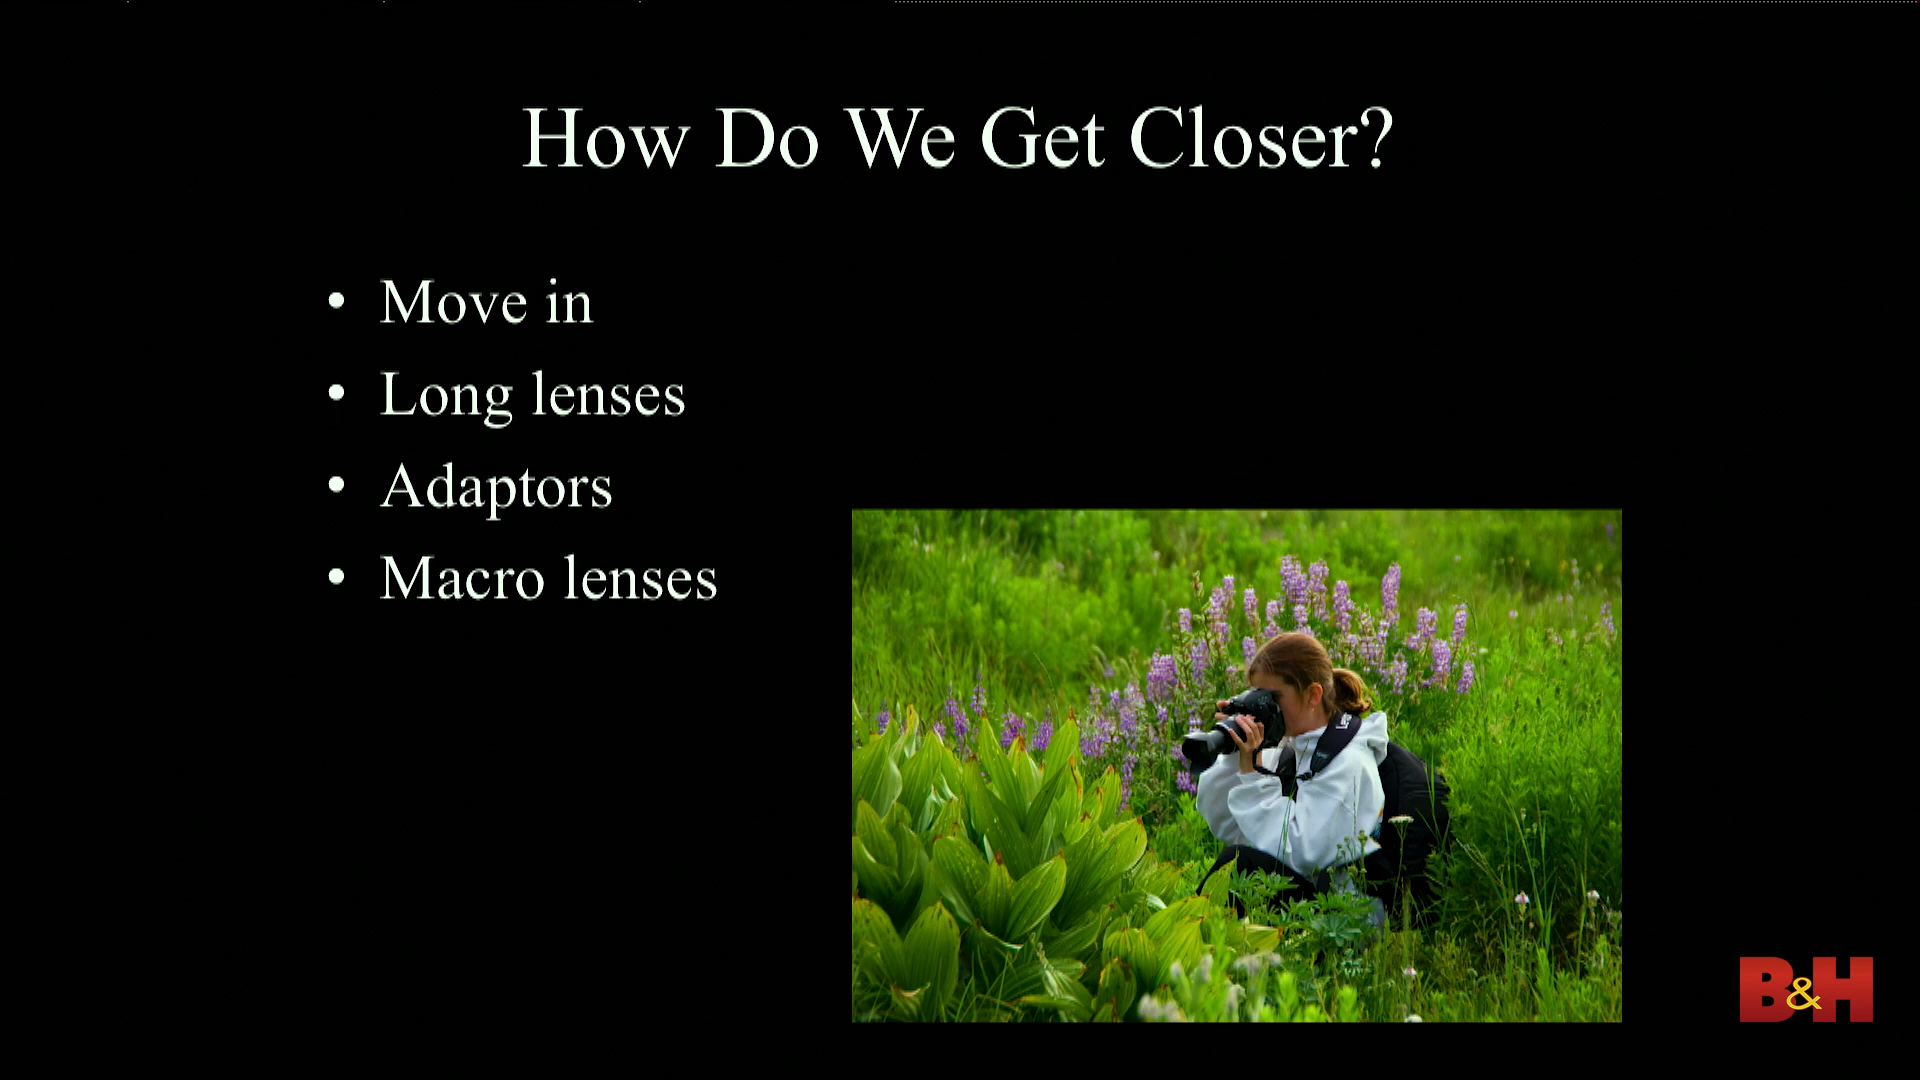 How Do We Get Closer?
• Move in
• Long lenses
• Adaptors
• Macro lenses
B&H